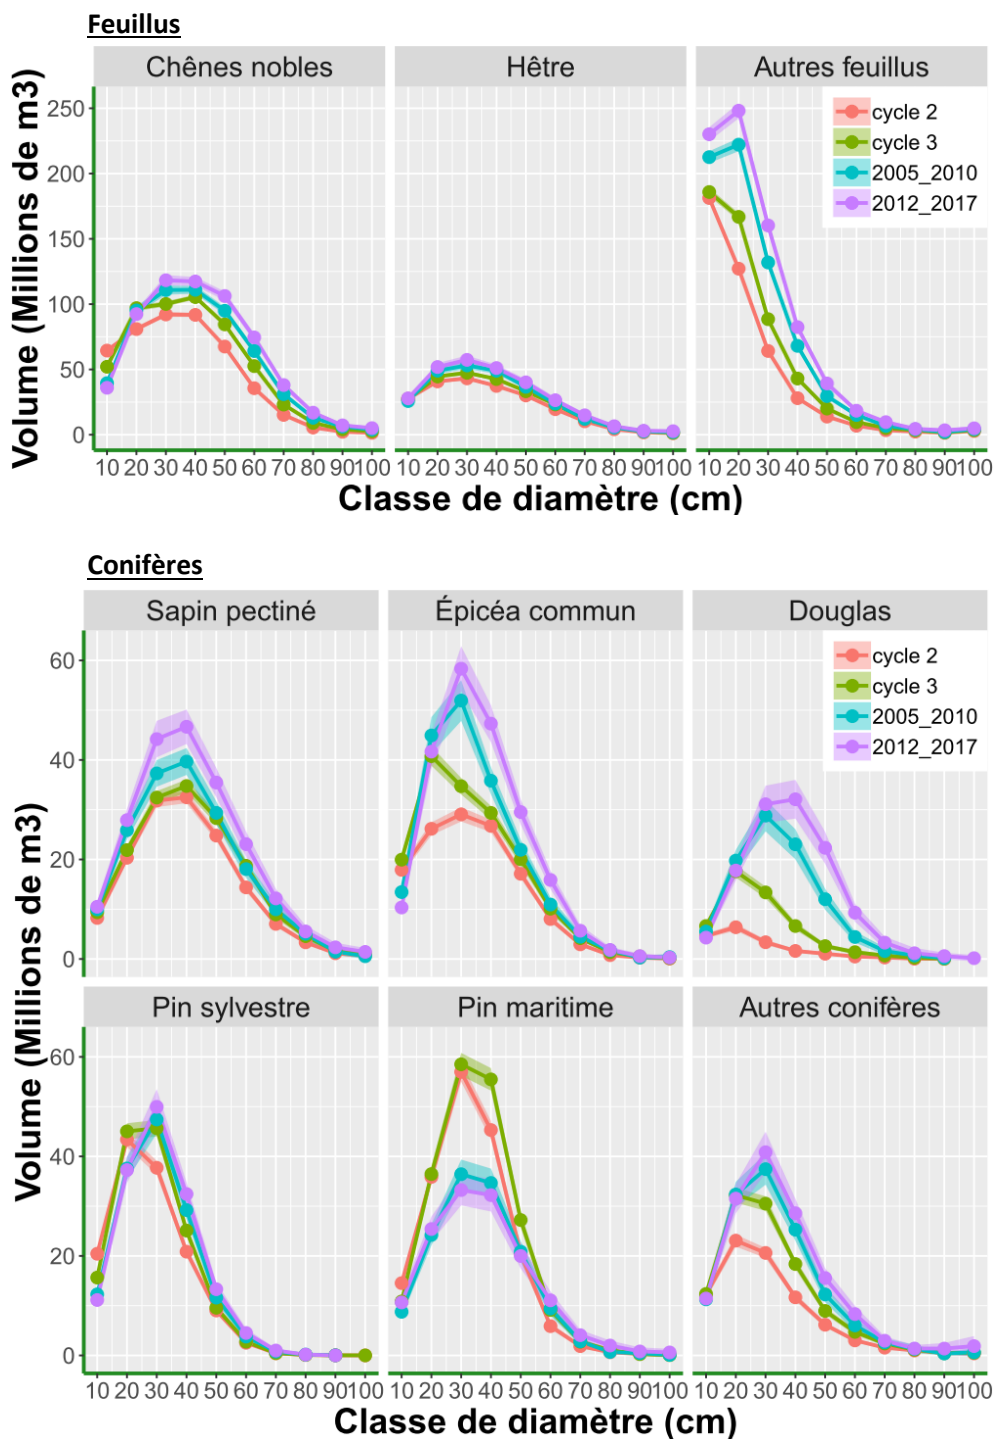 Feuillus
Chênes nobles Hêtre Autres feuillus
Volume (Millions de m3)
250
200
150
100
50
0
cycle 2
cycle 3
2005_2010
2012_2017
10 20 30 40 50 60 70 80 90100 10 20 30 40 50 60 70 80 90100 10 20 30 40 50 60 70 80 90100
Classe de diamètre (cm)
Conifères
Sapin pectiné Épicéa commun Douglas
Volume (Millions de m3)
60
40
20
0
cycle 2
cycle 3
2005_2010
2012_2017
Pin sylvestre Pin maritime Autres conifères
60
40
20
0
10 20 30 40 50 60 70 80 90100 10 20 30 40 50 60 70 80 90100 10 20 30 40 50 60 70 80 90100
Classe de diamètre (cm)